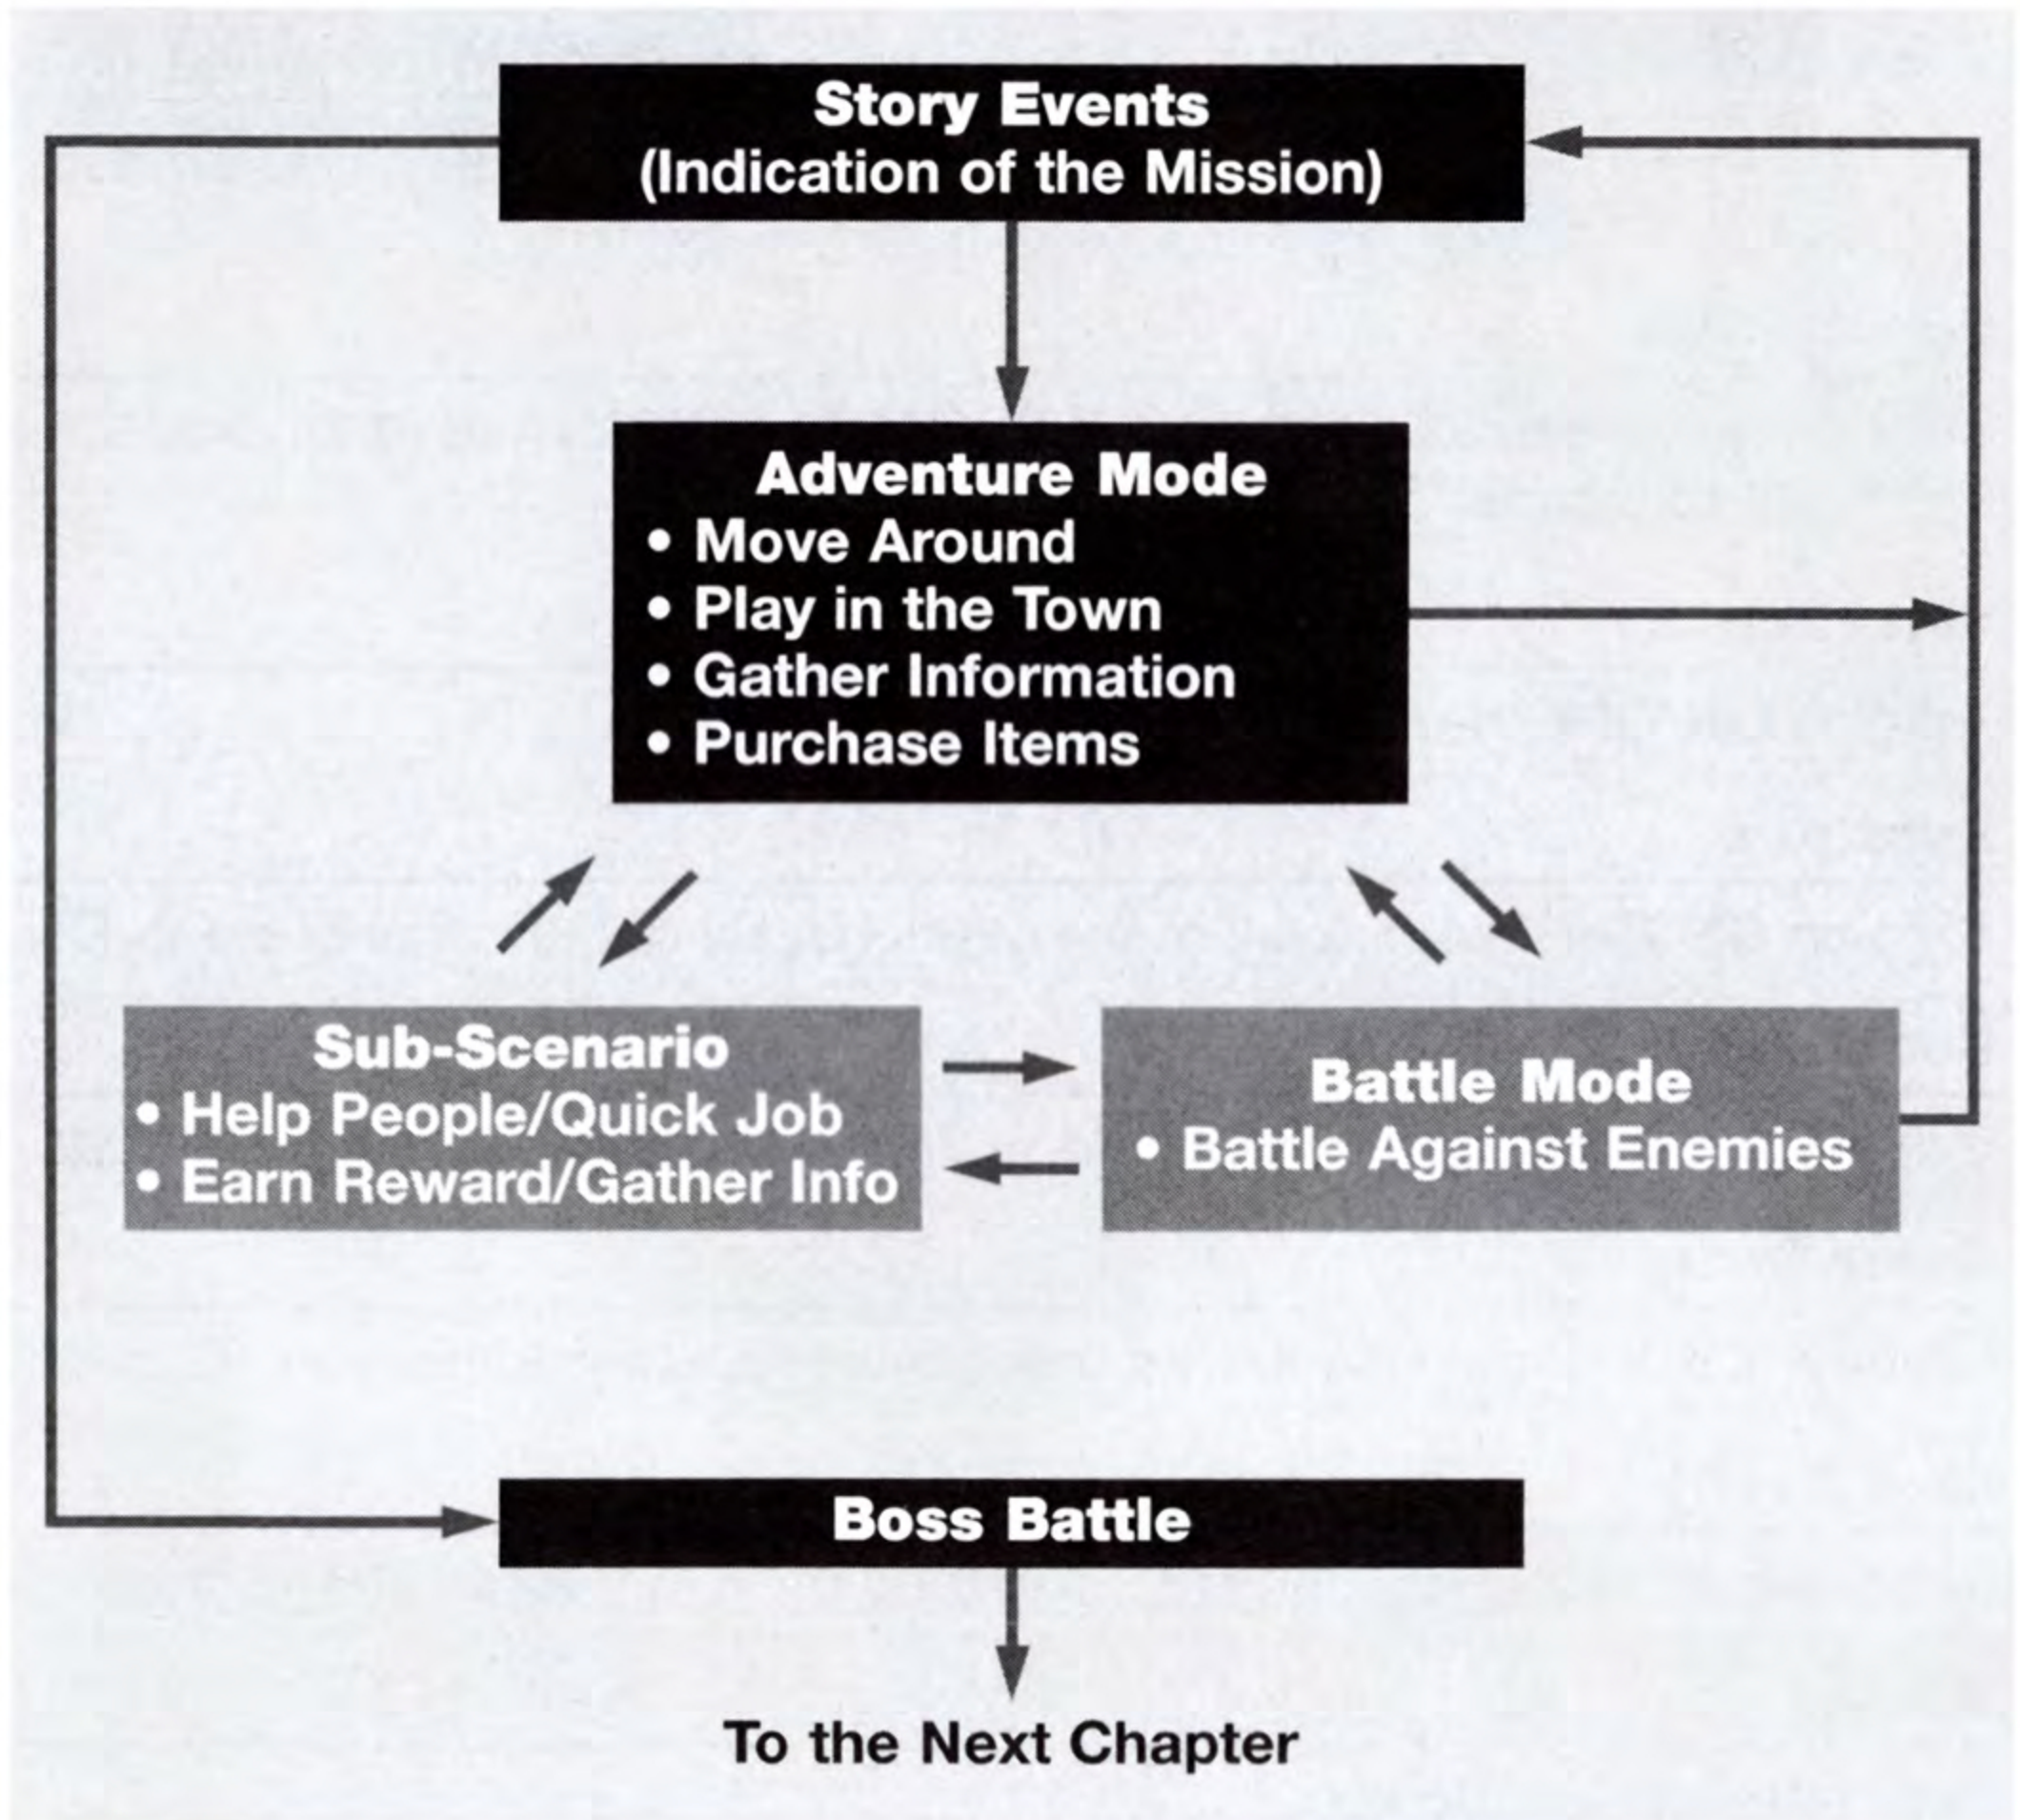 Story Events
(Indication of the Mission)
Adventure Mode
• Move Around
• Play in the Town
• Gather Information
• Purchase Items
Sub-Scenario
• Help People/Quick Job
• Earn Reward/Gather Info
Battle Mode
• Battle Against Enemies
Boss Battle
To the Next Chapter